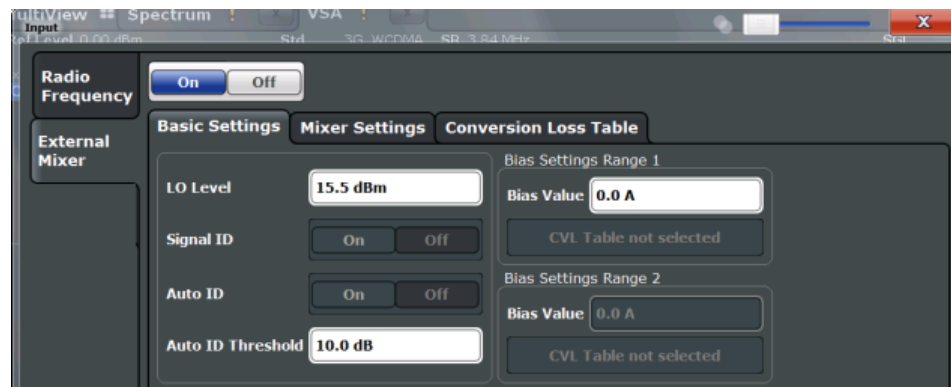 MultiView Spectrum ! VSA !
Input
Ref Level 0.00 dBm Std 3G_WCDMA SR 3.84 MHz SGL
X
Radio
Frequency
On Off
External
Mixer
Basic Settings Mixer Settings Conversion Loss Table
LO Level 15.5 dBm
Signal ID On Off
Auto ID On Off
Auto ID Threshold 10.0 dB
Bias Settings Range 1
Bias Value 0.0 A
CVL Table not selected
Bias Settings Range 2
Bias Value 0.0 A
CVL Table not selected